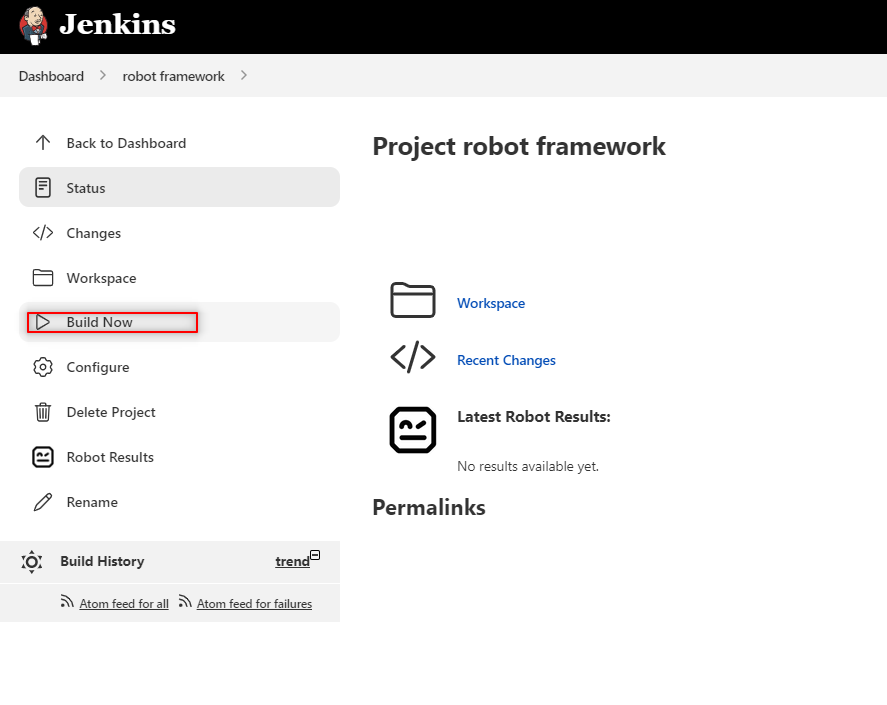 Jenkins
Dashboard
robot framework
Back to Dashboard
Status
Changes
Workspace
Build Now
Configure
Delete Project
Robot Results
Rename
Build History
trend
Atom feed for all
Atom feed for failures
Project robot framework
Workspace
Recent Changes
Latest Robot Results:
No results available yet.
Permalinks